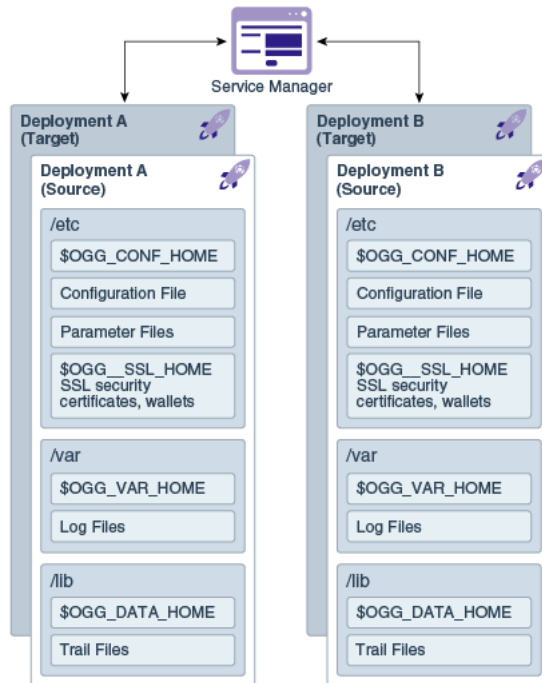 Service Manager
Deployment A
(Target)
Deployment A
(Source)
/etc
$OGG_CONF_HOME
Configuration File
Parameter Files
$OGG__SSL_HOME
SSL security
certificates, wallets
/var
$OGG_VAR_HOME
Log Files
/lib
$OGG_DATA_HOME
Trail Files
Deployment B
(Target)
Deployment B
(Source)
/etc
$OGG_CONF_HOME
Configuration File
Parameter Files
$OGG__SSL_HOME
SSL security
certificates, wallets
/var
$OGG_VAR_HOME
Log Files
/lib
$OGG_DATA_HOME
Trail Files